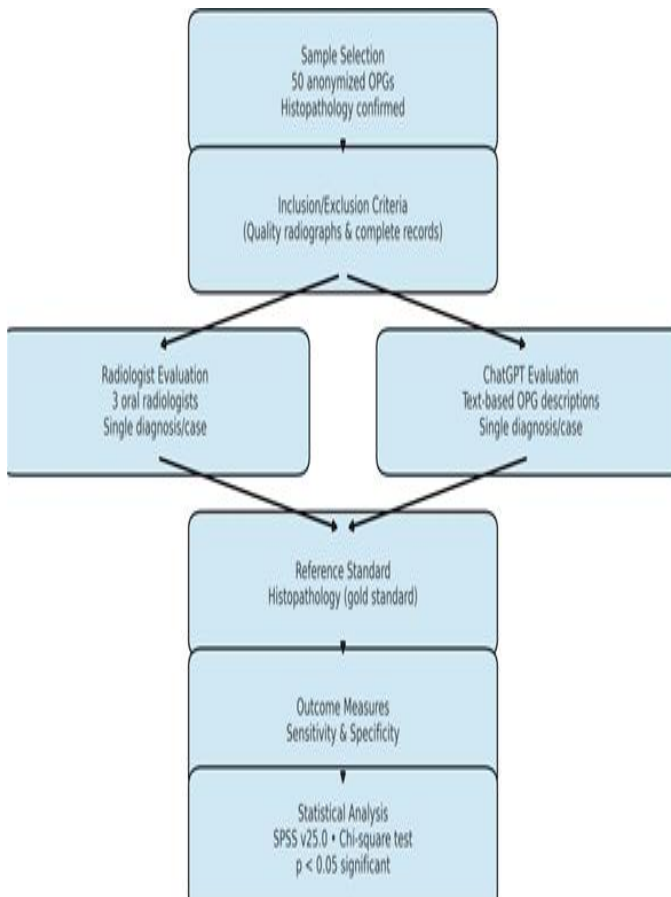 Sample Selection
50 anonymized OPGs
Histopathology confirmed
Inclusion/Exclusion Criteria
(Quality radiographs & complete records)
Radiologist Evaluation
3 oral radiologists
Single diagnosis/case
ChatGPT Evaluation
Text-based OPG descriptions
Single diagnosis/case
Reference Standard
Histopathology (gold standard)
Outcome Measures
Sensitivity & Specificity
Statistical Analysis
SPSS v25.0 • Chi-square test
p < 0.05 significant